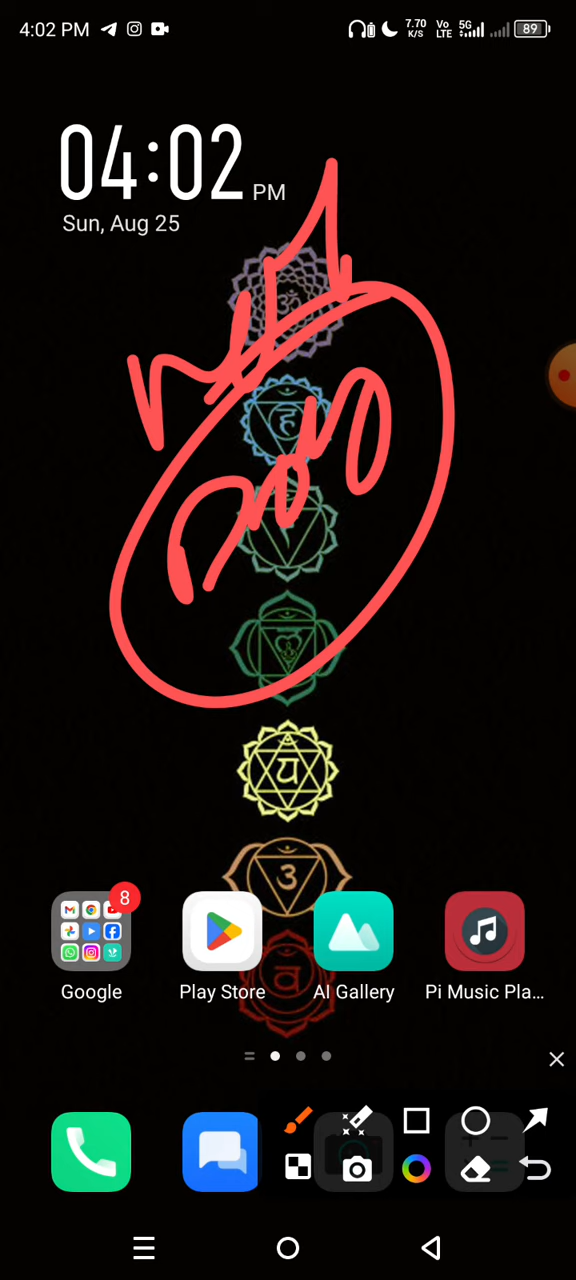 4:02 PM
7.70 K/S Vo LTE 5G 89
04:02 PM
Sun, Aug 25
ॐ
हं
यं
3
वं
8
Google
Play Store
AI Gallery
Pi Music Pla...